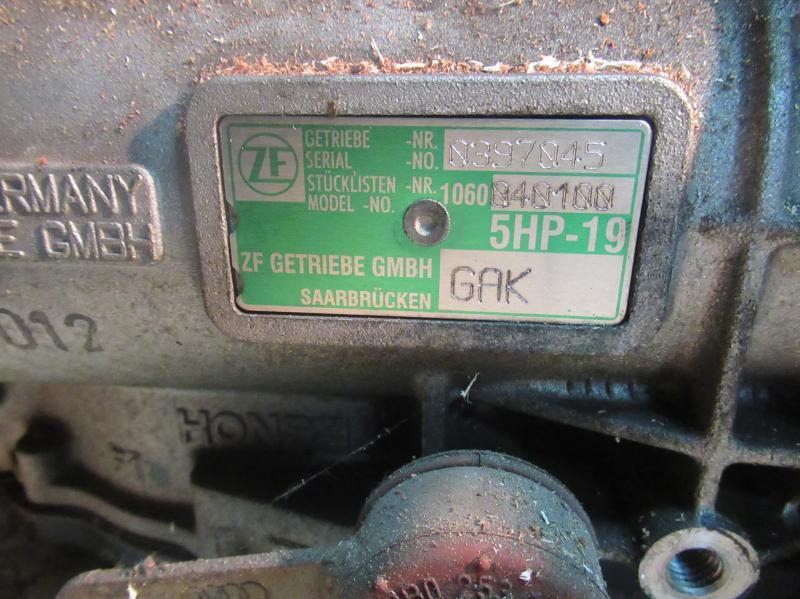 ZF
GETRIEBE -NR.
SERIAL -NO. 0397045
STÜCKLISTEN -NR. 1060 040100
MODEL -NO.
5HP-19
ZF GETRIEBE GMBH GAK
SAARBRÜCKEN
GERMANY
GMBH
012